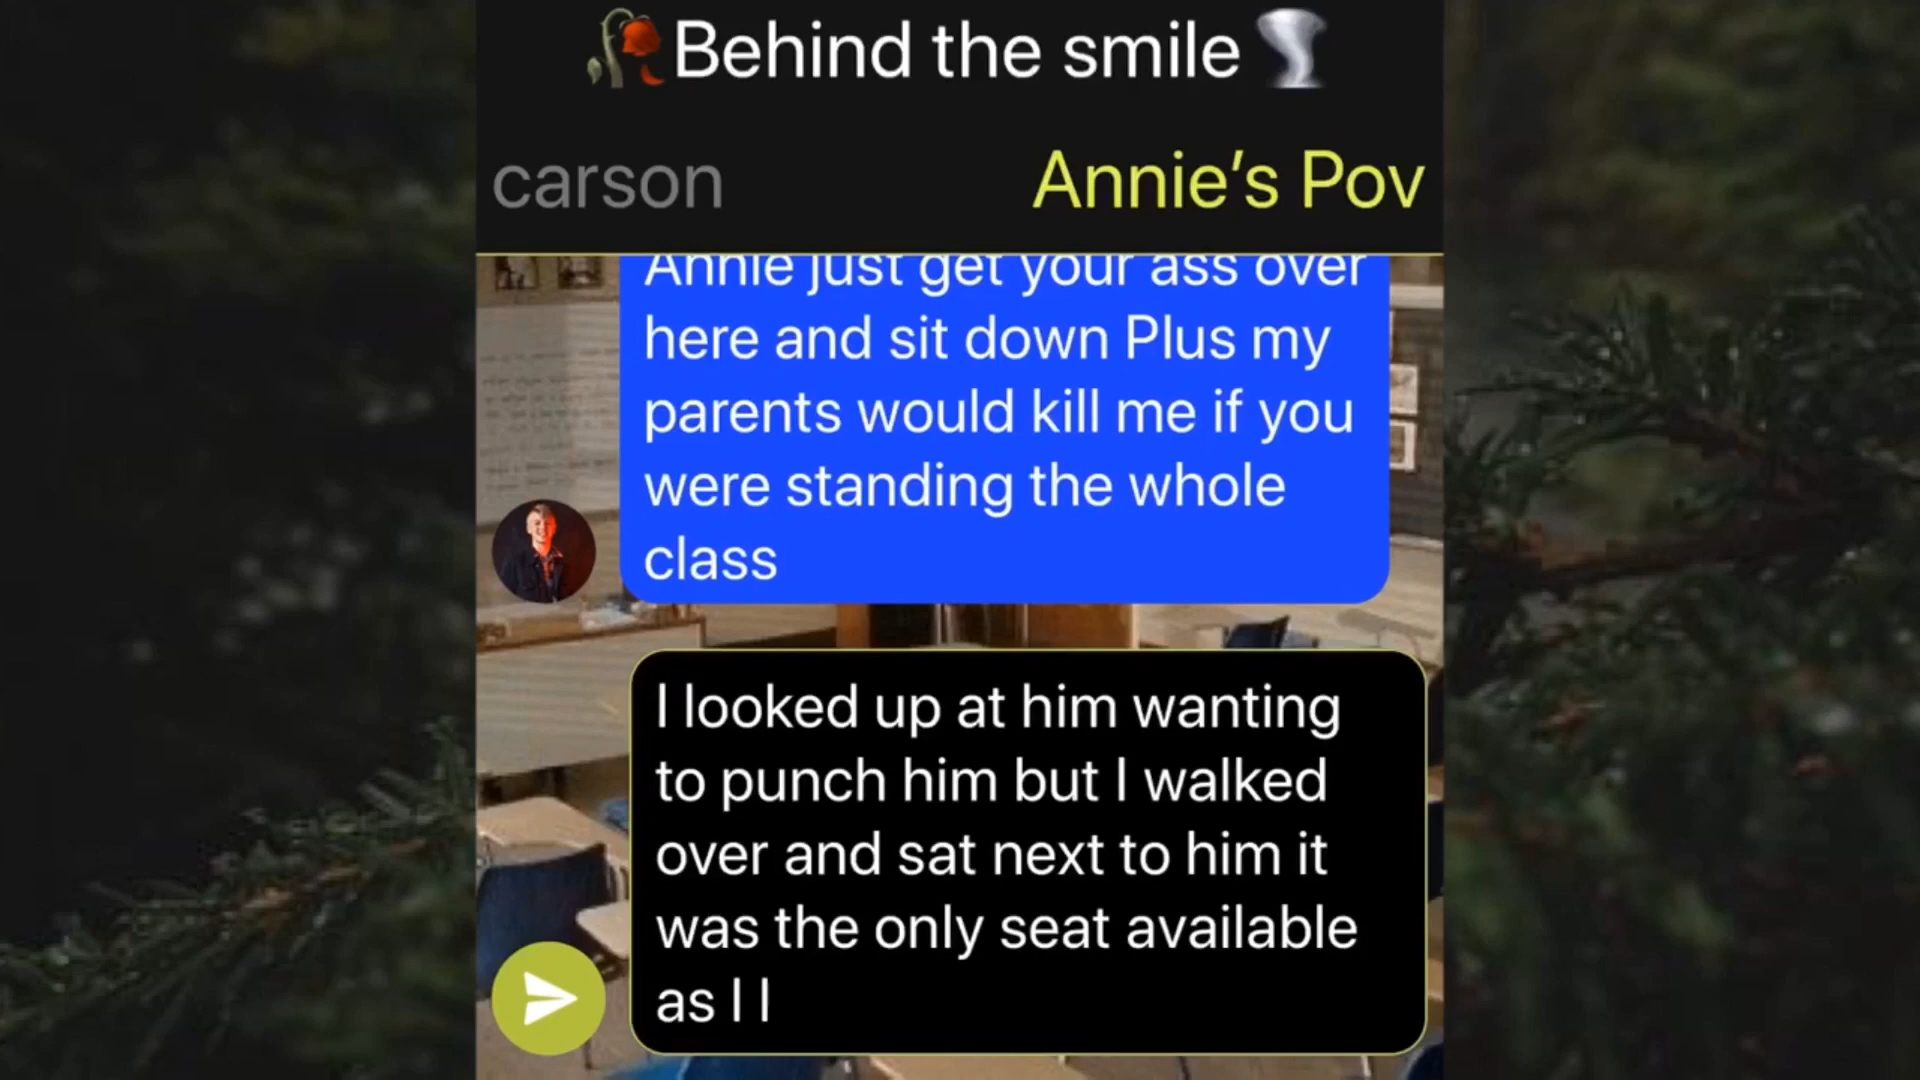 🥀Behind the smile🌪
carson
Annie’s Pov
Annie just get your ass over
here and sit down Plus my
parents would kill me if you
were standing the whole
class
I looked up at him wanting
to punch him but I walked
over and sat next to him it
was the only seat available
as I I